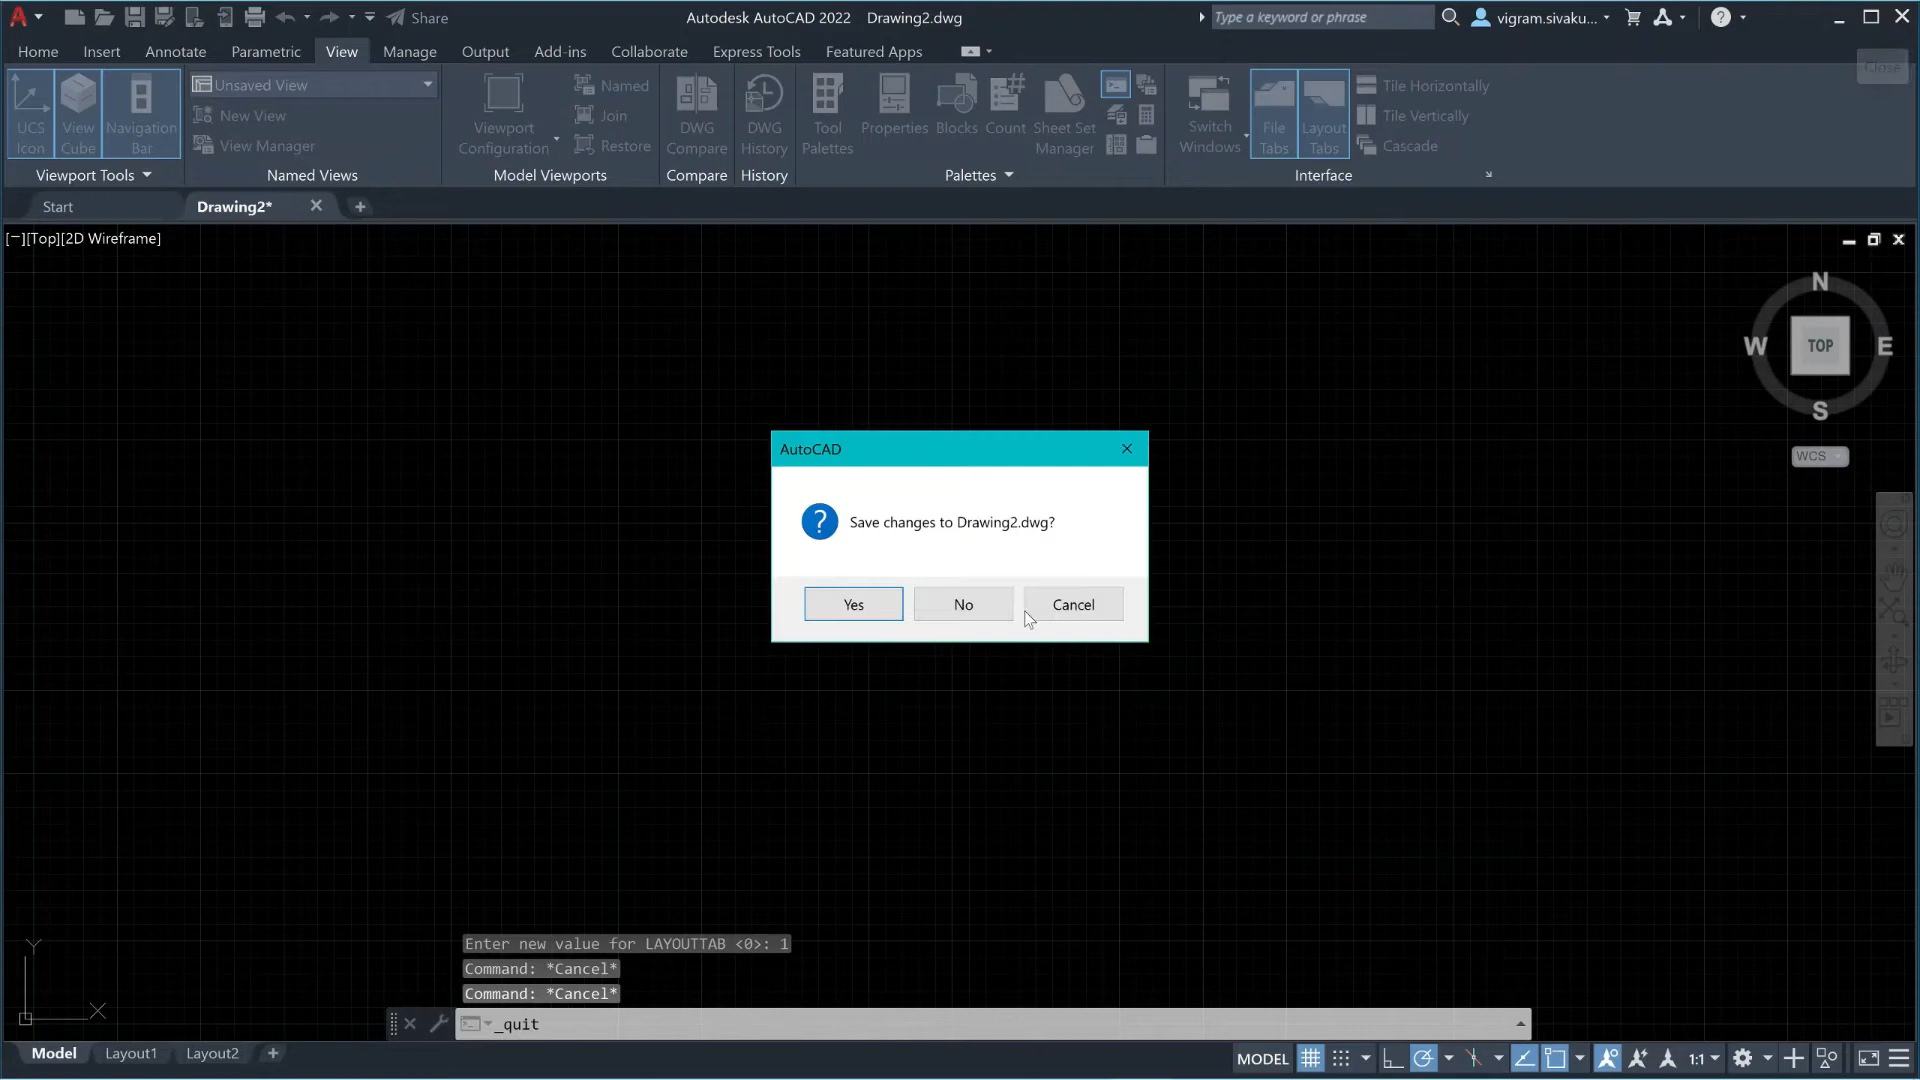 Share
Autodesk AutoCAD 2022 Drawing2.dwg
Type a keyword or phrase
vigram.sivaku...
Home Insert Annotate Parametric View Manage Output Add-ins Collaborate Express Tools Featured Apps
Close
UCS Icon
View Cube
Navigation Bar
Viewport Tools
Unsaved View
New View
View Manager
Named Views
Viewport Configuration
Named
Join
Restore
Model Viewports
DWG Compare
Compare
DWG History
History
Tool Palettes
Properties
Blocks
Count
Sheet Set Manager
Palettes
Switch Windows
File Tabs
Layout Tabs
Tile Horizontally
Tile Vertically
Cascade
Interface
Start
Drawing2*
[−][Top][2D Wireframe]
N
W TOP E
S
WCS
AutoCAD
Save changes to Drawing2.dwg?
Yes No Cancel
Y
X
Enter new value for LAYOUTTAB <0>: 1
Command: *Cancel*
Command: *Cancel*
_quit
Model Layout1 Layout2
MODEL
1:1